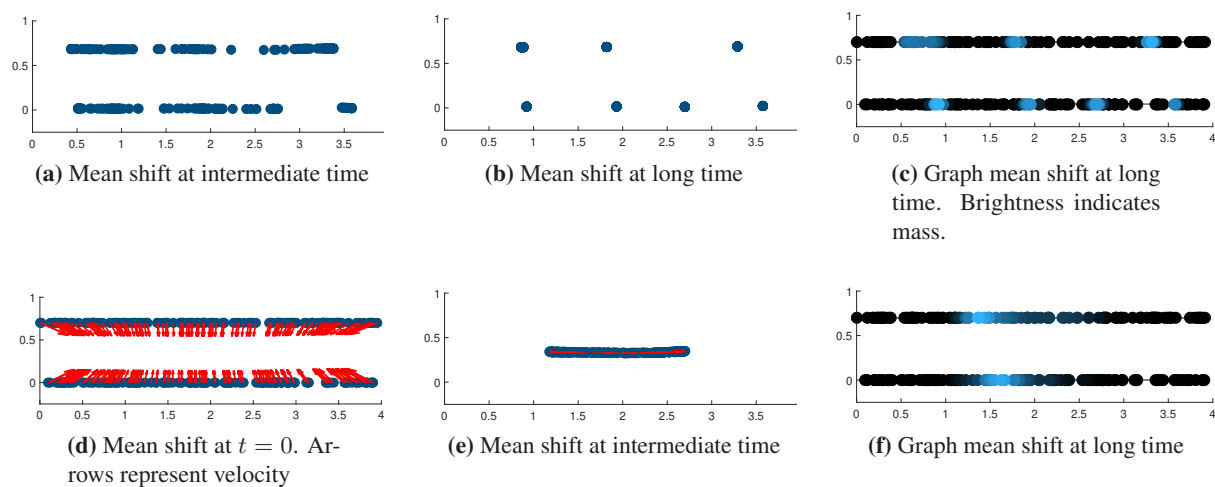 1
0.5
0
0 0.5 1 1.5 2 2.5 3 3.5
(a) Mean shift at intermediate time
1
0.5
0
0 0.5 1 1.5 2 2.5 3 3.5
(b) Mean shift at long time
1
0.5
0
0 0.5 1 1.5 2 2.5 3 3.5 4
(c) Graph mean shift at long
time. Brightness indicates
mass.
1
0.5
0
0 0.5 1 1.5 2 2.5 3 3.5 4
(d) Mean shift at t = 0. Ar-
rows represent velocity
1
0.5
0
0 0.5 1 1.5 2 2.5 3 3.5
(e) Mean shift at intermediate time
1
0.5
0
0 0.5 1 1.5 2 2.5 3 3.5 4
(f) Graph mean shift at long time